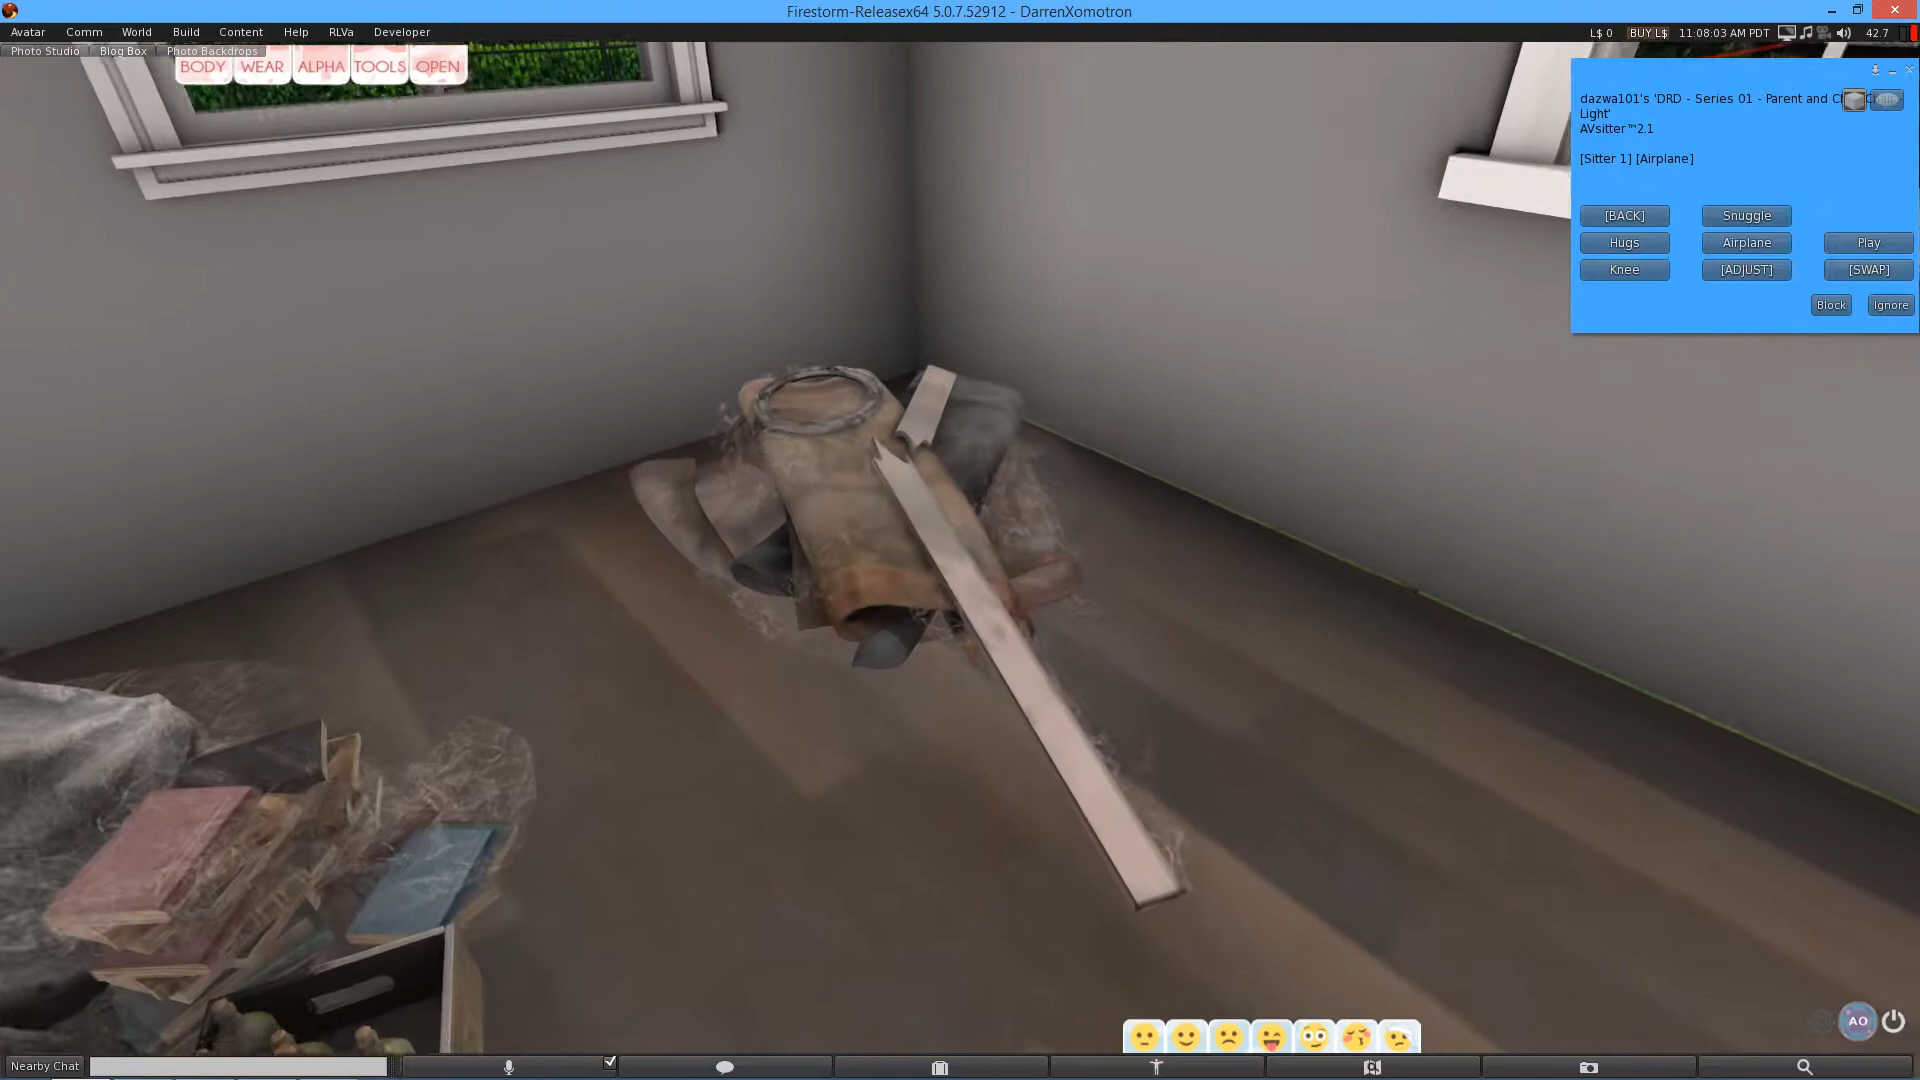 Firestorm-Releasex64 5.0.7.52912 - DarrenXomotron
Avatar Comm World Build Content Help RLVa Developer
L$ 0 BUY L$ 11:08:03 AM PDT 42.7
Photo Studio Blog Box Photo Backdrops
BODY WEAR ALPHA TOOLS OPEN
dazwa101's 'DRD - Series 01 - Parent and
Light'
AVsitter™2.1
[Sitter 1] [Airplane]
[BACK] Snuggle
Hugs Airplane Play
Knee [ADJUST] [SWAP]
Block Ignore
AO
Nearby Chat